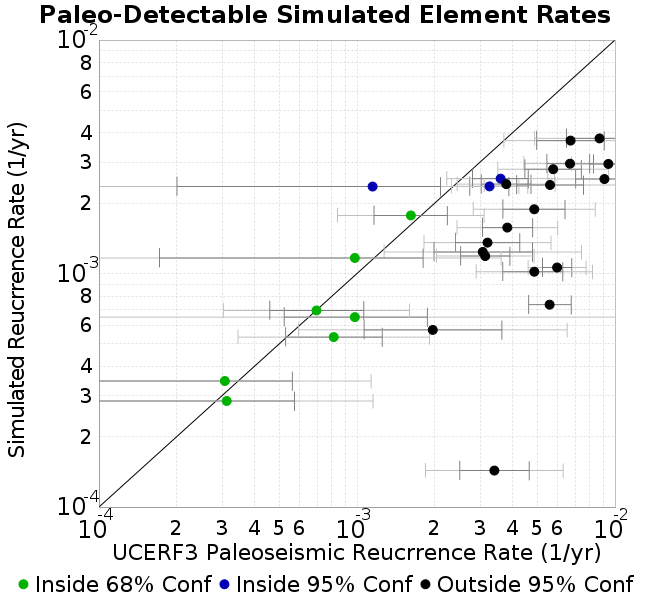 Paleo-Detectable Simulated Element Rates
Simulated Reucrrence Rate (1/yr)
10-2
8
6
4
3
2
10-3
8
6
4
3
2
10-4
10-4 2 3 4 5 6 10-3 2 3 4 5 6 10-2
UCERF3 Paleoseismic Reucrrence Rate (1/yr)
Inside 68% Conf Inside 95% Conf Outside 95% Conf